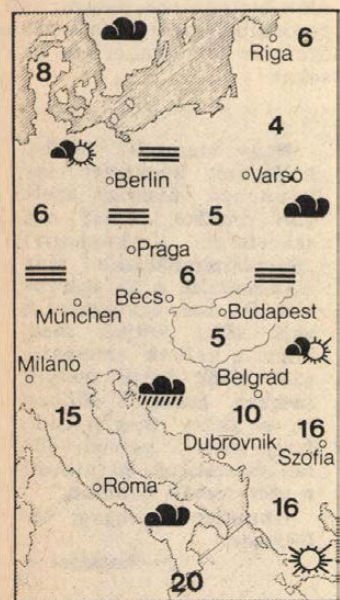 Riga 6
8
4
Berlin
Varsó
6
5
Prága
6
Bécs
München
Budapest
5
Milánó
Belgrád
15
10
16
Dubrovnik
Szófia
Róma
16
20